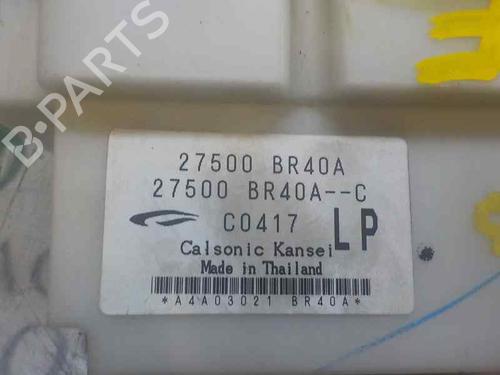 B-PARTS
27500 BR40A
27500 BR40A--C
C0417 LP
Calsonic Kansei
Made in Thailand
*A4A03021 BR40A*